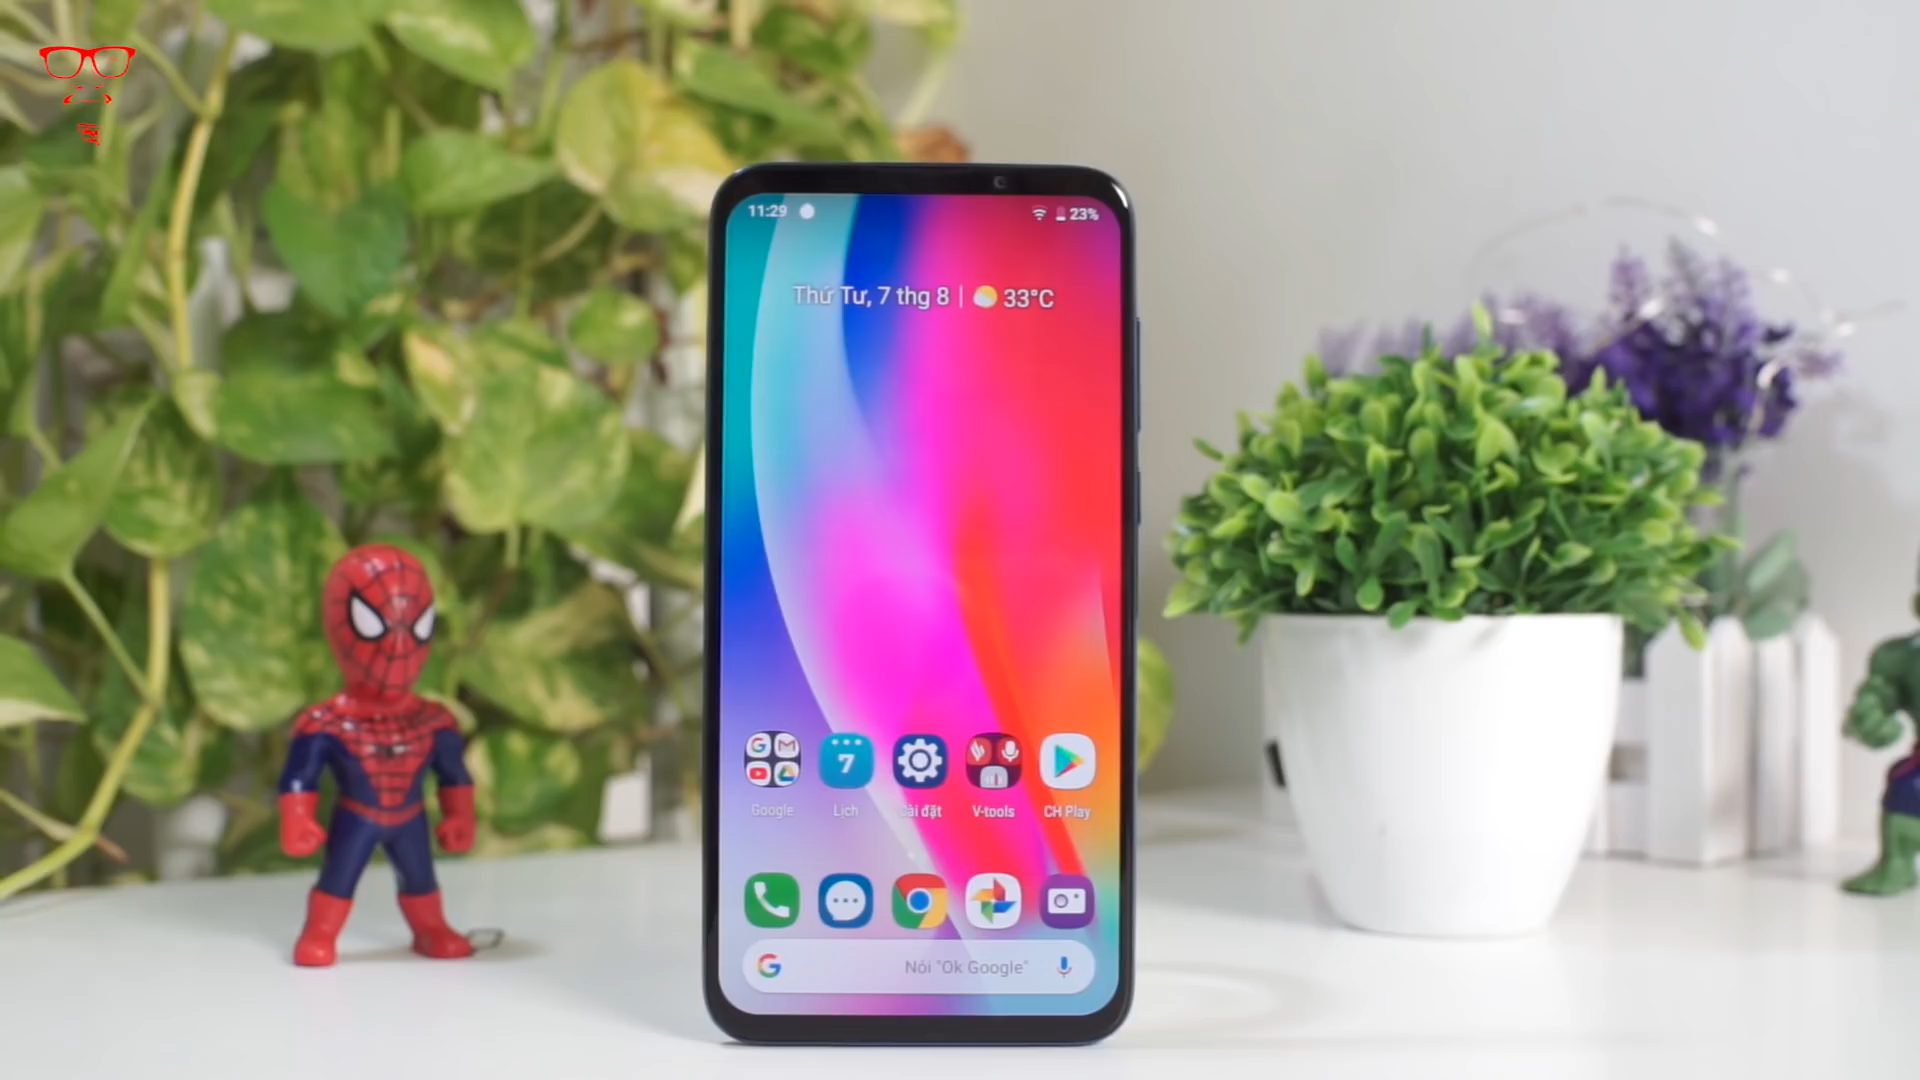 11:29 23%
Thứ Tư, 7 thg 8 | 33°C
7
Google Lịch Cài đặt V-tools CH Play
Nói "Ok Google"